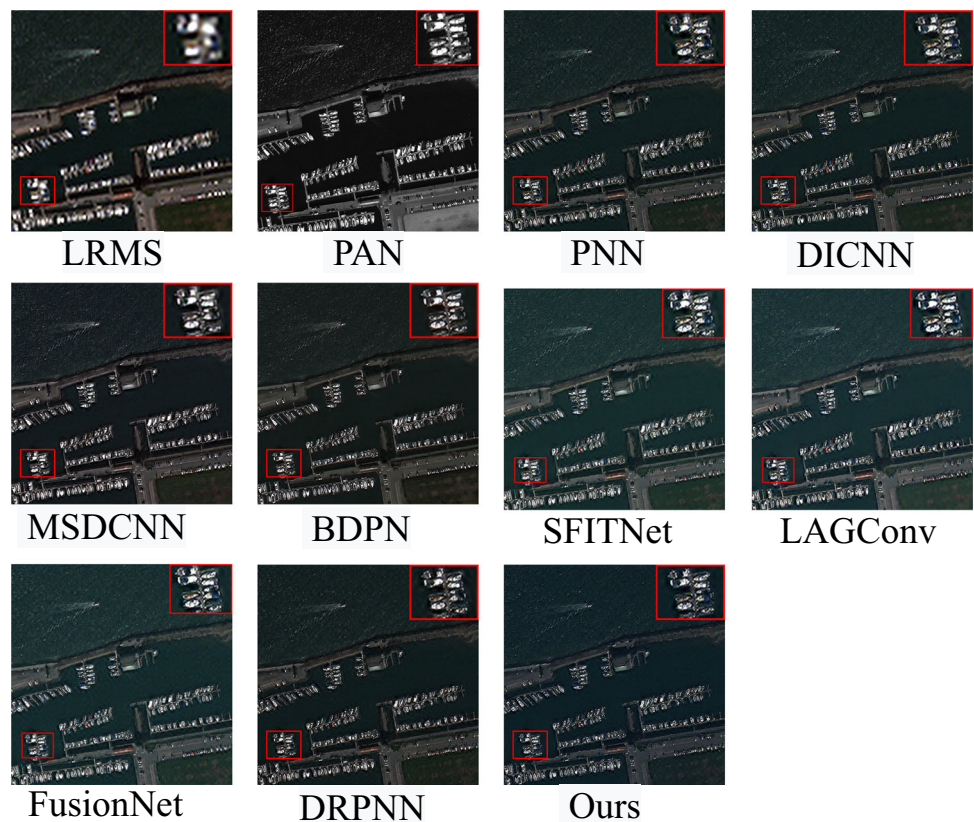 LRMS
PAN
PNN
DICNN
MSDCNN
BDPN
SFITNet
LAGConv
FusionNet
DRPNN
Ours